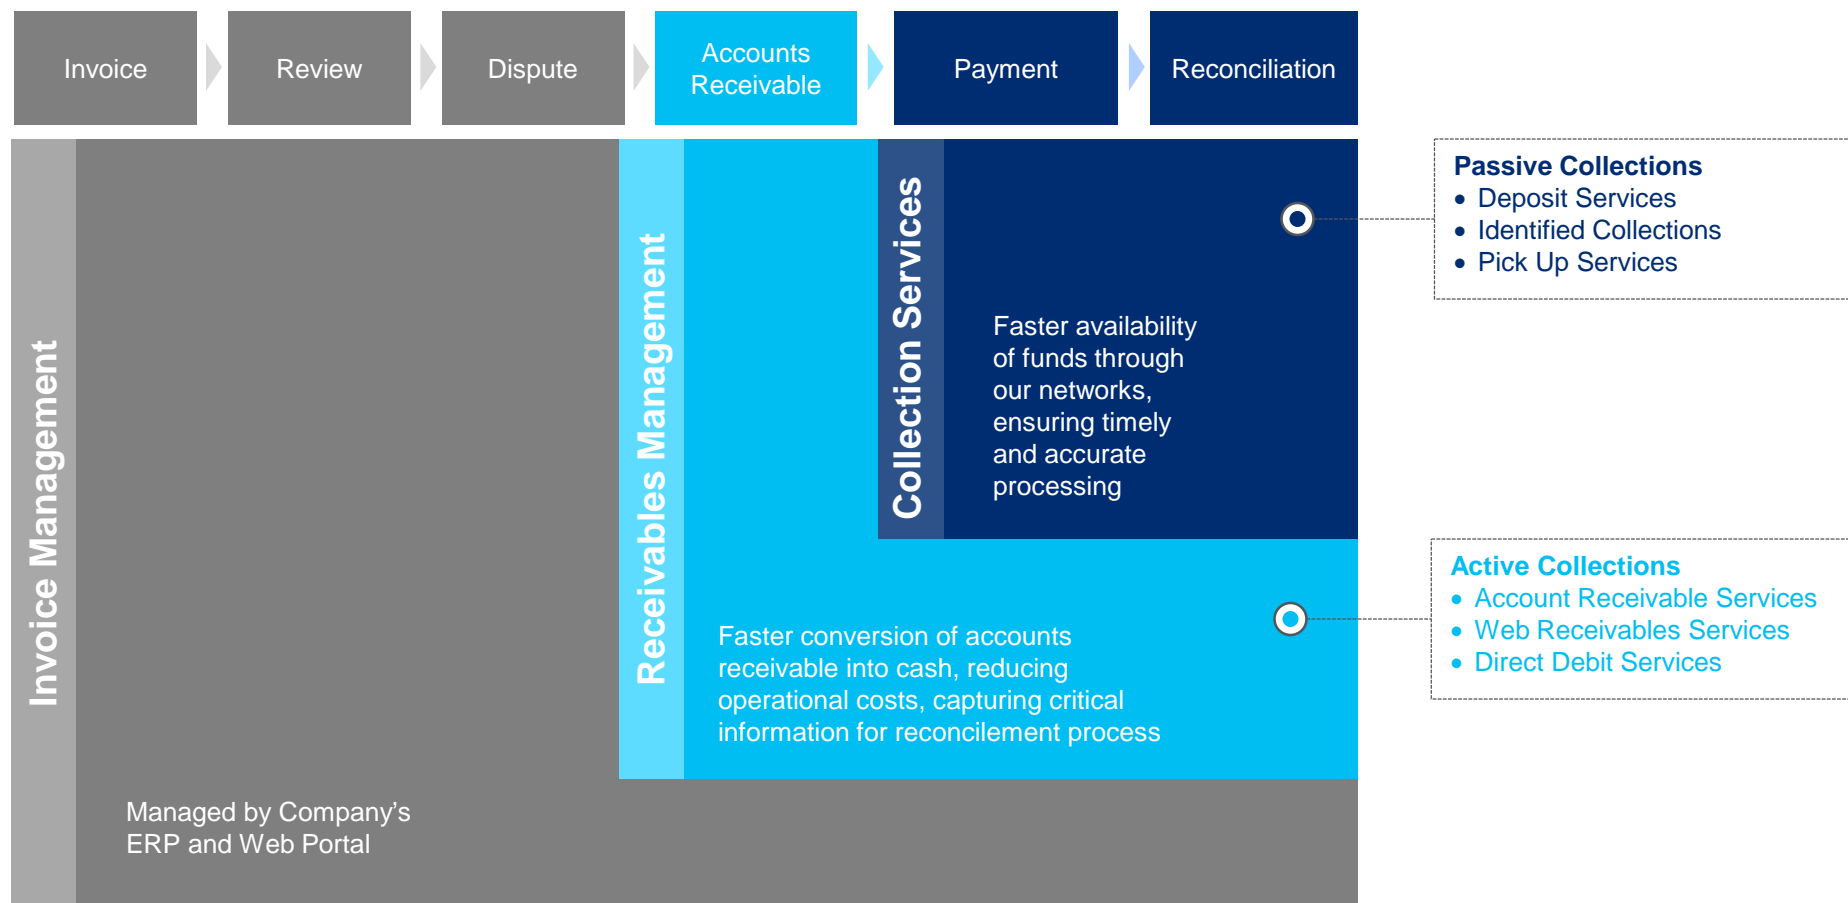 Invoice
Review
Dispute
Accounts
Receivable
Payment
Reconciliation
Invoice Management
Receivables Management
Collection Services
Passive Collections
• Deposit Services
• Identified Collections
• Pick Up Services
Faster availability
of funds through
our networks,
ensuring timely
and accurate
processing
Active Collections
• Account Receivable Services
• Web Receivables Services
• Direct Debit Services
Faster conversion of accounts
receivable into cash, reducing
operational costs, capturing critical
information for reconcilement process
Managed by Company’s
ERP and Web Portal